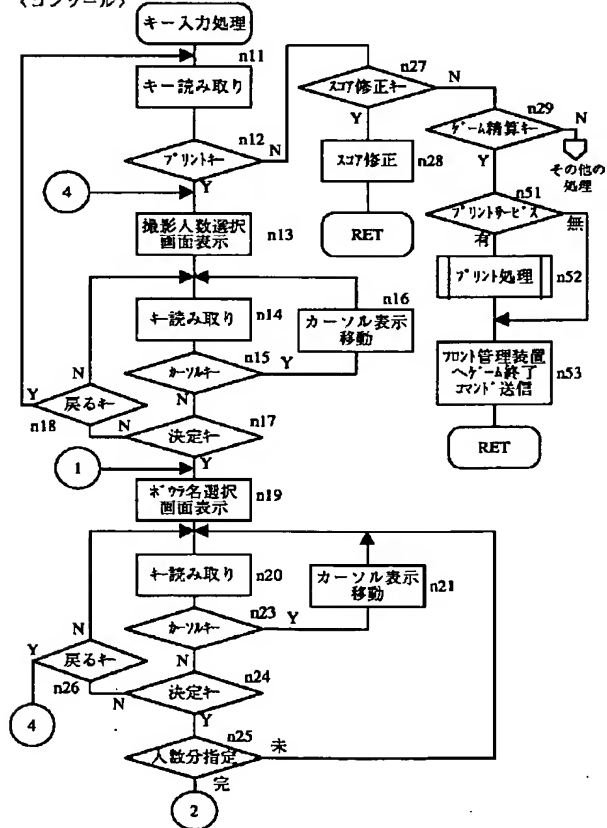 〈コンソール〉
キー入力処理
n11
キー読み取り
n12
プリントキー
N
Y
4
撮影人数選択
画面表示
n13
キー読み取り
n14
n15
カーソルキー
Y
n16
カーソル表示
移動
N
n17
決定キー
N
Y
戻るキー
n18
N
Y
1
ボウラ名選択
画面表示
n19
キー読み取り
n20
カーソル表示
移動
n21
n23
カーソルキー
Y
N
n24
決定キー
N
Y
戻るキー
n26
N
Y
4
n25
人数分指定
未
完
2
n27
スコア修正キー
N
Y
スコア修正
n28
RET
n29
ゲーム精算キー
N
Y
その他の
処理
n51
プリントサービス
無
有
プリント処理
n52
フロント管理装置
へゲーム終了
コマンド送信
n53
RET